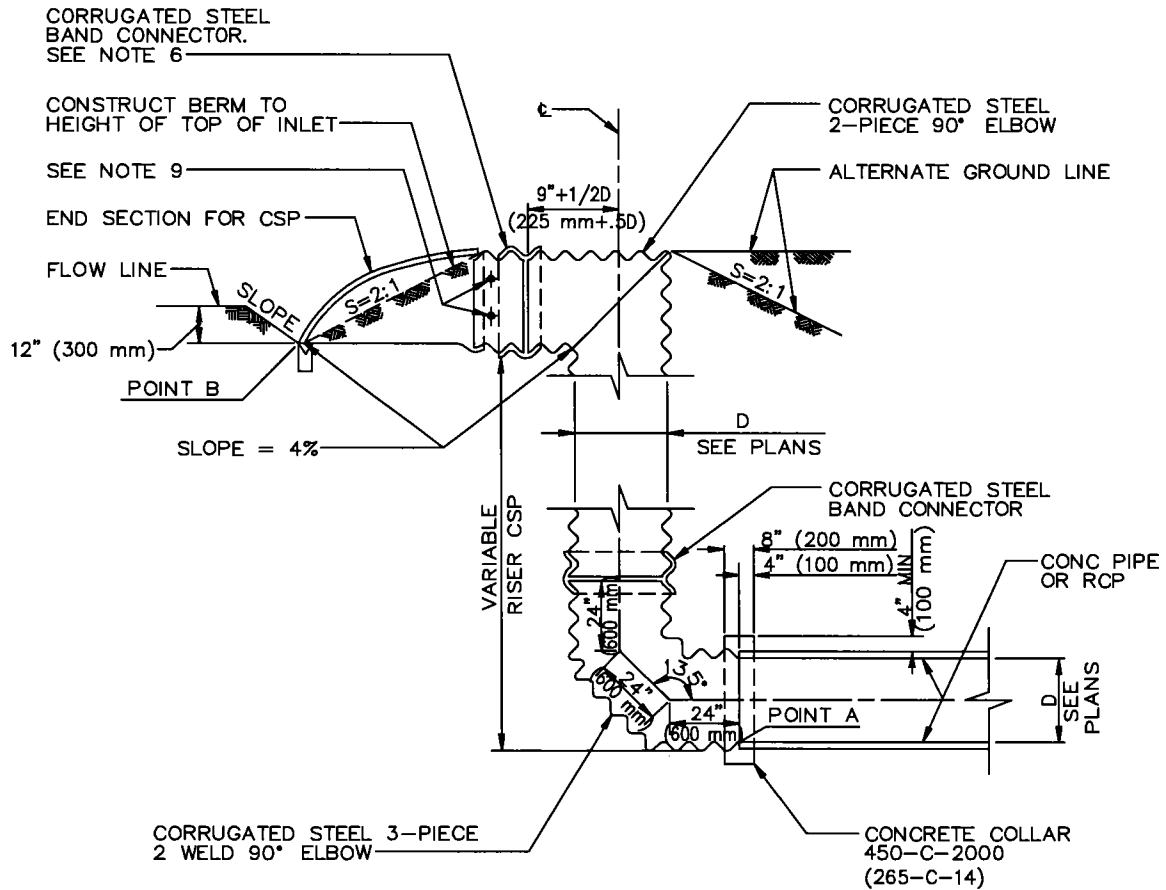 CORRUGATED STEEL
BAND CONNECTOR.
SEE NOTE 6
CONSTRUCT BERM TO
HEIGHT OF TOP OF INLET
SEE NOTE 9
END SECTION FOR CSP
FLOW LINE
SLOPE
S=2:1
12" (300 mm)
POINT B
SLOPE = 4%
℄
9"+1/2D
(225 mm+.5D)
CORRUGATED STEEL
2-PIECE 90° ELBOW
ALTERNATE GROUND LINE
S=2:1
D
SEE PLANS
VARIABLE
RISER CSP
CORRUGATED STEEL
BAND CONNECTOR
8" (200 mm)
4" (100 mm)
4" MIN
(100 mm)
CONC PIPE
OR RCP
24"
(600 mm)
24"
(600 mm)
135°
24"
(600 mm)
POINT A
D
SEE
PLANS
CORRUGATED STEEL 3-PIECE
2 WELD 90° ELBOW
CONCRETE COLLAR
450-C-2000
(265-C-14)